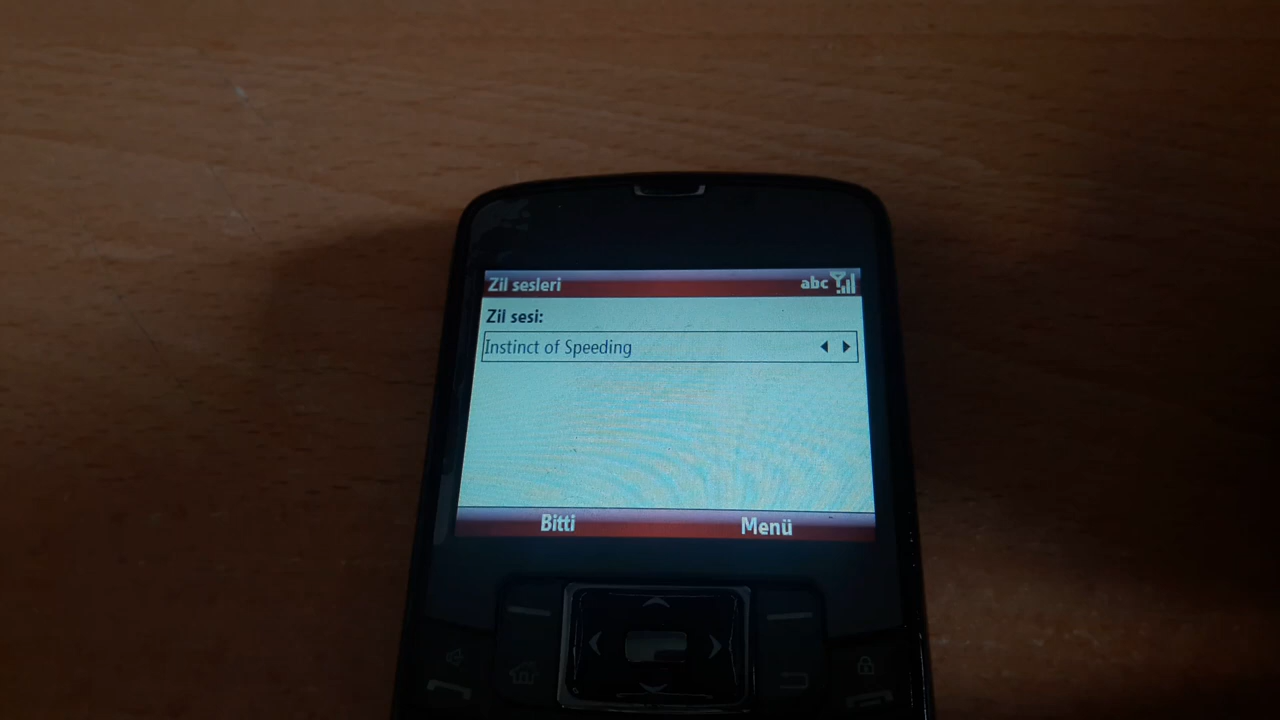 Zil sesleri
abc
Zil sesi:
Instinct of Speeding
Bitti
Menü